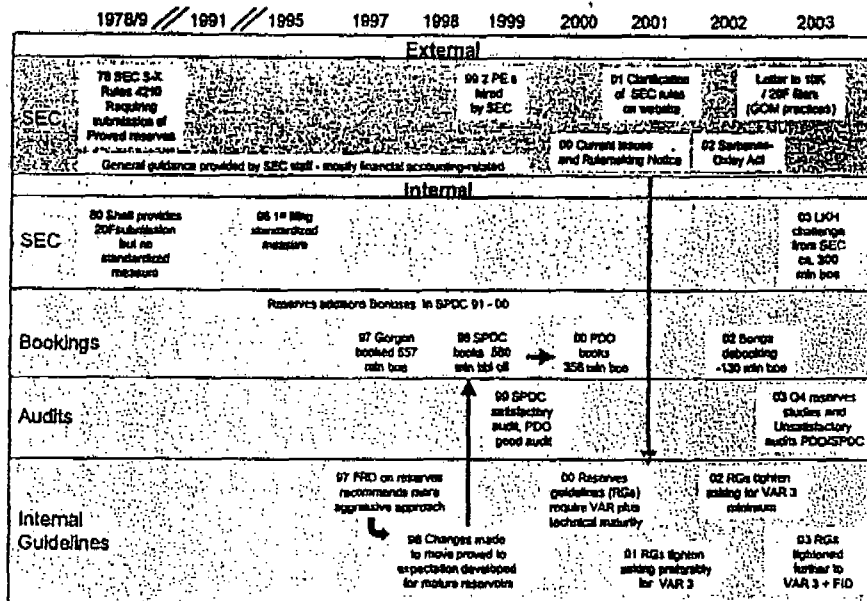 1978/9 1991 1995 1997 1998 1999 2000 2001 2002 2003
External
SEC
78 SEC S-X
Rules 4210
Requiring
submission of
Proved reserves
99 2 PE s
hired
by SEC
01 Clarification
of SEC rules
on website
Letter to 10K
/ 20F filers
(GOM practices)
General guidance provided by SEC staff - mostly financial accounting-related
00 Current issues
and Rulemaking Notice
02 Sarbanes-
Oxley Act
Internal
SEC
80 Shell provides
20F submission
but no
standardized
measure
1st filing
standardized
measure
03 LKH
challenge
from SEC
ca. 300
mln boe
Bookings
Reserves additions Bonuses in SPDC 91 - 00
97 Gorgon
booked 557
mln boe
98 SPDC
books
mln bbl oil
00 PDO
books
mln boe
02 Bonga
debooking
-130 mln boe
Audits
99 SPDC
satisfactory
audit, PDO
good audit
03 Q4 reserves
studies and
Unsatisfactory
audits PDO/SPDC
Internal
Guidelines
97 on reserves
recommends more
aggressive approach
98 Changes made
to move proved to
expectation developed
for mature reservoirs
00 Reserves
guidelines (RGs)
require VAR plus
technical maturity
01 RGs tighten
asking preferably
for VAR 3
02 RGs tighten
asking for VAR 3
minimum
03 RGs
tightened
further to
VAR 3 + FID